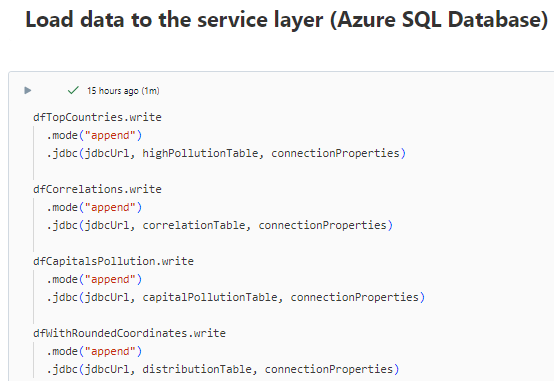 Load data to the service layer (Azure SQL Database)
15 hours ago (1m)
dfTopCountries.write
.mode("append")
.jdbc(jdbcUrl, highPollutionTable, connectionProperties)
dfCorrelations.write
.mode("append")
.jdbc(jdbcUrl, correlationTable, connectionProperties)
dfCapitalsPollution.write
.mode("append")
.jdbc(jdbcUrl, capitalPollutionTable, connectionProperties)
dfWithRoundedCoordinates.write
.mode("append")
.jdbc(jdbcUrl, distributionTable, connectionProperties)